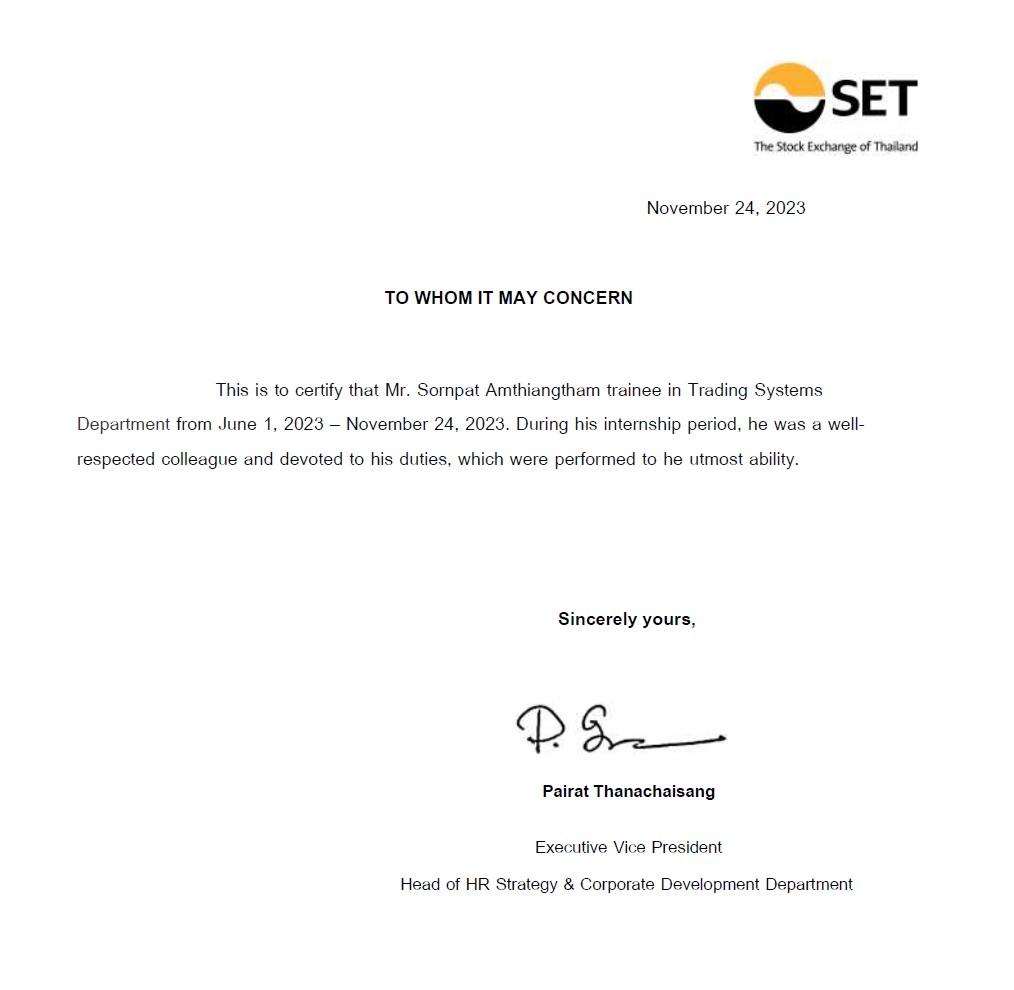 SET
The Stock Exchange of Thailand
November 24, 2023
TO WHOM IT MAY CONCERN
This is to certify that Mr. Sornpat Amthiangtham trainee in Trading Systems
Department from June 1, 2023 – November 24, 2023. During his internship period, he was a well-
respected colleague and devoted to his duties, which were performed to he utmost ability.
Sincerely yours,
Pairat Thanachaisang
Executive Vice President
Head of HR Strategy & Corporate Development Department